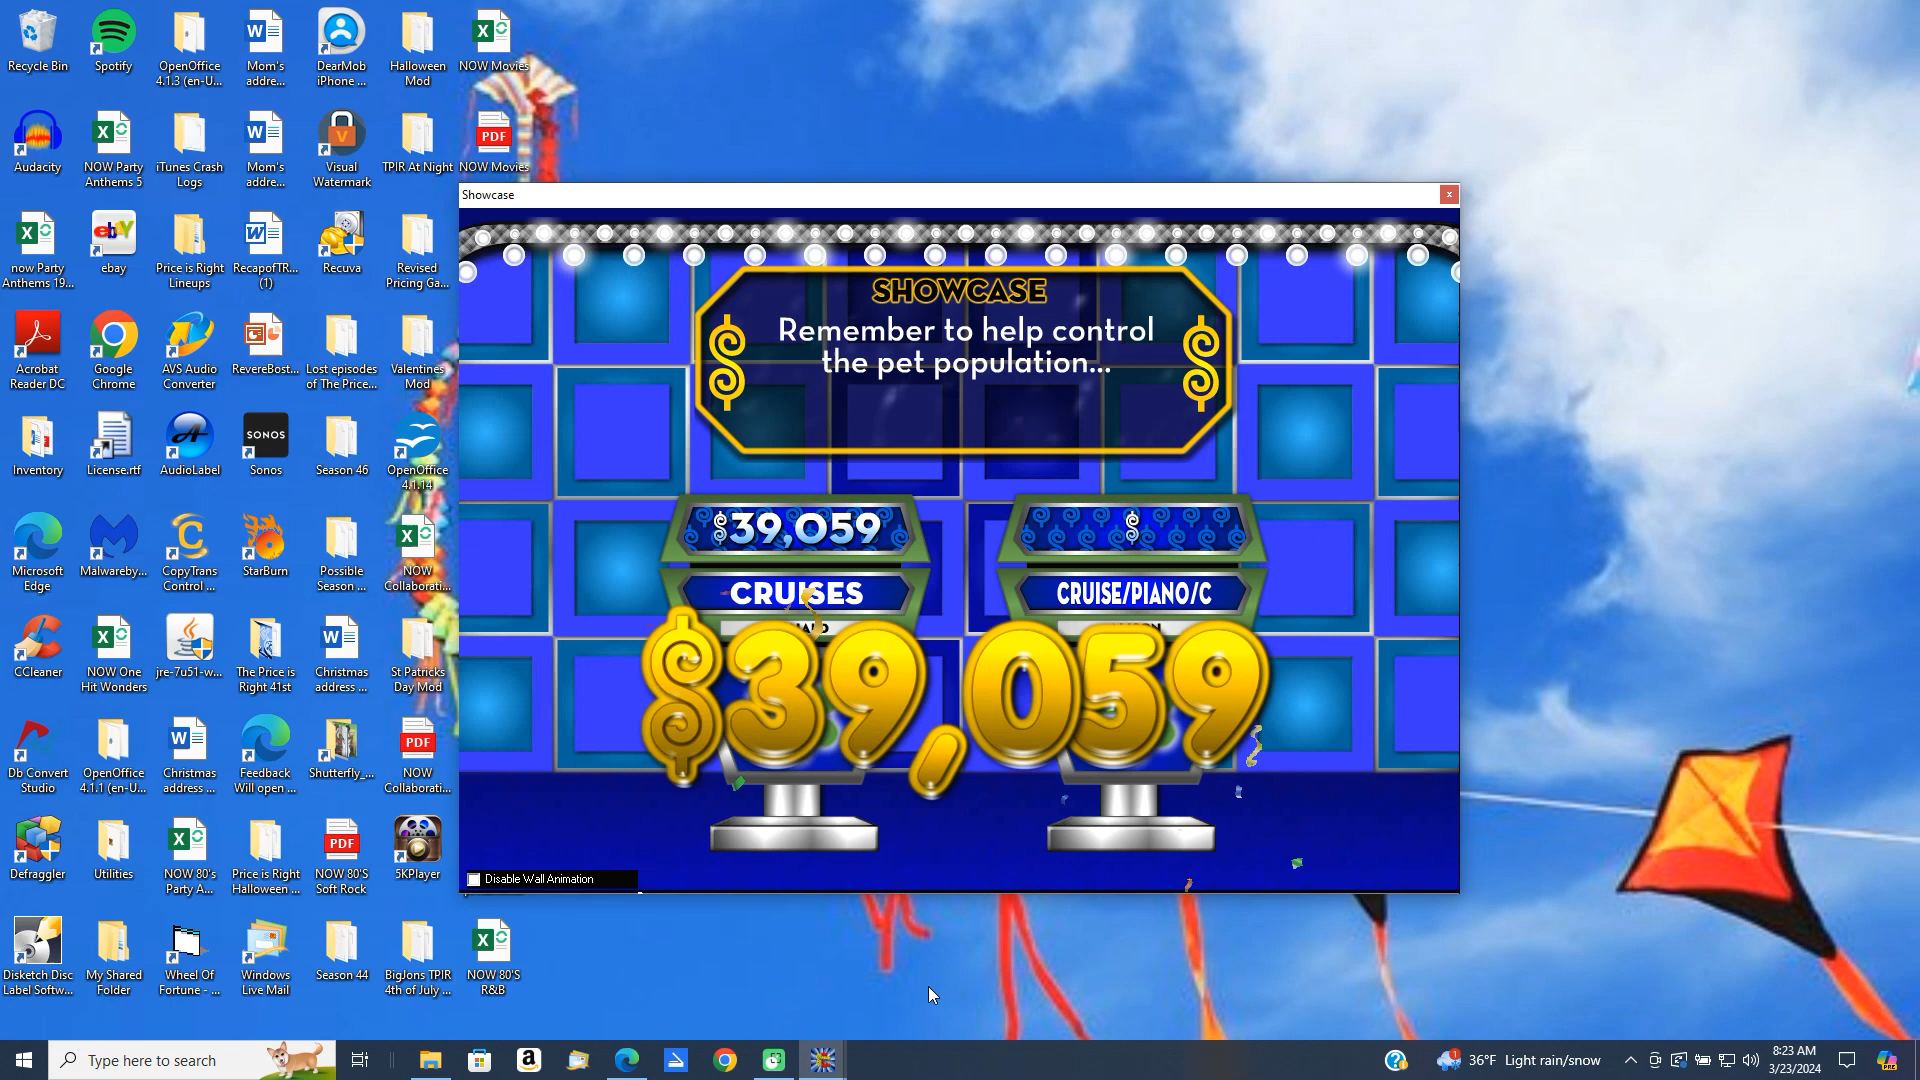 Recycle Bin
Spotify
OpenOffice
4.1.3 (en-U...
Mom's
addre...
DearMob
iPhone ...
Halloween
Mod
NOW Movies
Audacity
NOW Party
Anthems 5
iTunes Crash
Logs
Mom's
addre...
Visual
Watermark
TPIR At Night
PDF
NOW Movies
now Party
Anthems 19...
ebay
ebay
Price is Right
Lineups
RecapofTR...
(1)
Recuva
Revised
Pricing Ga...
Acrobat
Reader DC
Google
Chrome
AVS Audio
Converter
RevereBost...
Lost episodes
of The Price...
Valentines
Mod
Inventory
License.rtf
AudioLabel
SONOS
Sonos
Season 46
OpenOffice
4.1.14
Microsoft
Edge
Malwareby...
CopyTrans
Control ...
StarBurn
Possible
Season ...
NOW
Collaborati...
CCleaner
NOW One
Hit Wonders
jre-7u51-w...
The Price is
Right 41st
Christmas
address ...
St Patricks
Day Mod
Db Convert
Studio
OpenOffice
4.1.1 (en-U...
Christmas
address ...
Feedback
Will open ...
Shutterfly_...
PDF
NOW
Collaborati...
Defraggler
Utilities
NOW 80'S
Party A...
Price is Right
Halloween ...
PDF
NOW 80'S
Soft Rock
5KPlayer
Disketch Disc
Label Softw...
My Shared
Folder
Wheel Of
Fortune - ...
Windows
Live Mail
Season 44
BigJons TPIR
4th of July ...
NOW 80'S
R&B
Showcase
SHOWCASE
Remember to help control
the pet population...
$39,059
$
CRUISES
CRUISE/PIANO/C
$39,059
Disable Wall Animation
Type here to search
36°F Light rain/snow
8:23 AM
3/23/2024